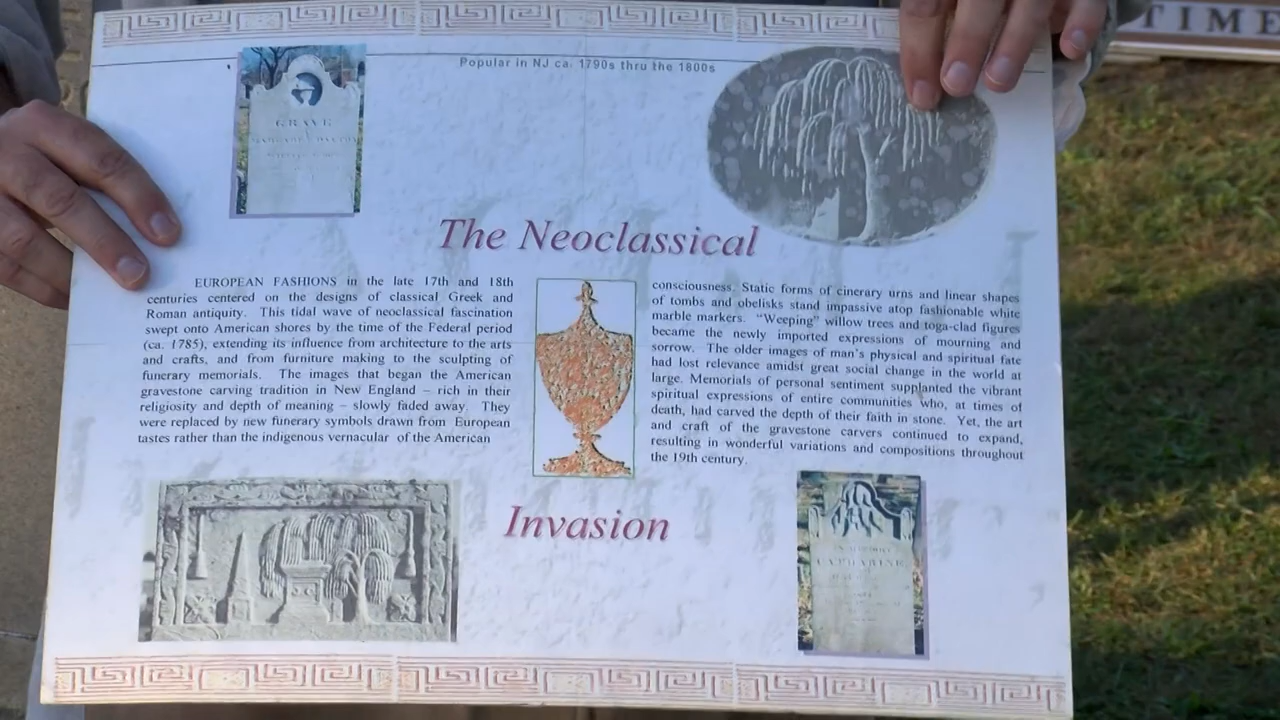 TIME
Popular in NJ ca. 1790s thru the 1800s
GRAVE
The Neoclassical
EUROPEAN FASHIONS in the late 17th and 18th
centuries centered on the designs of classical Greek and
Roman antiquity. This tidal wave of neoclassical fascination
swept onto American shores by the time of the Federal period
(ca. 1785), extending its influence from architecture to the arts
and crafts, and from furniture making to the sculpting of
funerary memorials. The images that began the American
gravestone carving tradition in New England – rich in their
religiosity and depth of meaning – slowly faded away. They
were replaced by new funerary symbols drawn from European
tastes rather than the indigenous vernacular of the American
consciousness. Static forms of cinerary urns and linear shapes
of tombs and obelisks stand impassive atop fashionable white
marble markers. "Weeping" willow trees and toga-clad figures
became the newly imported expressions of mourning and
sorrow. The older images of man's physical and spiritual fate
had lost relevance amidst great social change in the world at
large. Memorials of personal sentiment supplanted the vibrant
spiritual expressions of entire communities who, at times of
death, had carved the depth of their faith in stone. Yet, the art
and craft of the gravestone carvers continued to expand,
resulting in wonderful variations and compositions throughout
the 19th century.
Invasion
CATHARINE